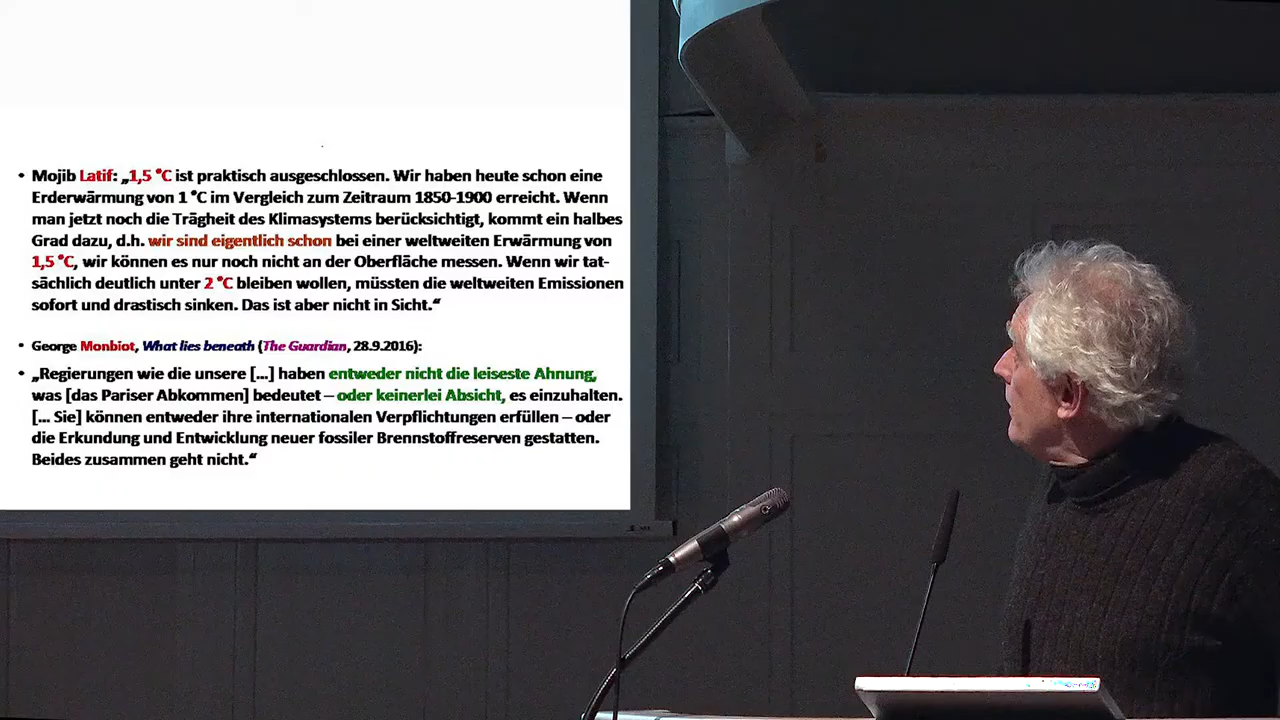 • Mojib Latif: „1,5 °C ist praktisch ausgeschlossen. Wir haben heute schon eine
Erderwärmung von 1 °C im Vergleich zum Zeitraum 1850-1900 erreicht. Wenn
man jetzt noch die Trägheit des Klimasystems berücksichtigt, kommt ein halbes
Grad dazu, d.h. wir sind eigentlich schon bei einer weltweiten Erwärmung von
1,5 °C, wir können es nur noch nicht an der Oberfläche messen. Wenn wir tat-
sächlich deutlich unter 2 °C bleiben wollen, müssten die weltweiten Emissionen
sofort und drastisch sinken. Das ist aber nicht in Sicht.“
• George Monbiot, What lies beneath (The Guardian, 28.9.2016):
• „Regierungen wie die unsere [...] haben entweder nicht die leiseste Ahnung,
was [das Pariser Abkommen] bedeutet – oder keinerlei Absicht, es einzuhalten.
[... Sie] können entweder ihre internationalen Verpflichtungen erfüllen – oder
die Erkundung und Entwicklung neuer fossiler Brennstoffreserven gestatten.
Beides zusammen geht nicht.“